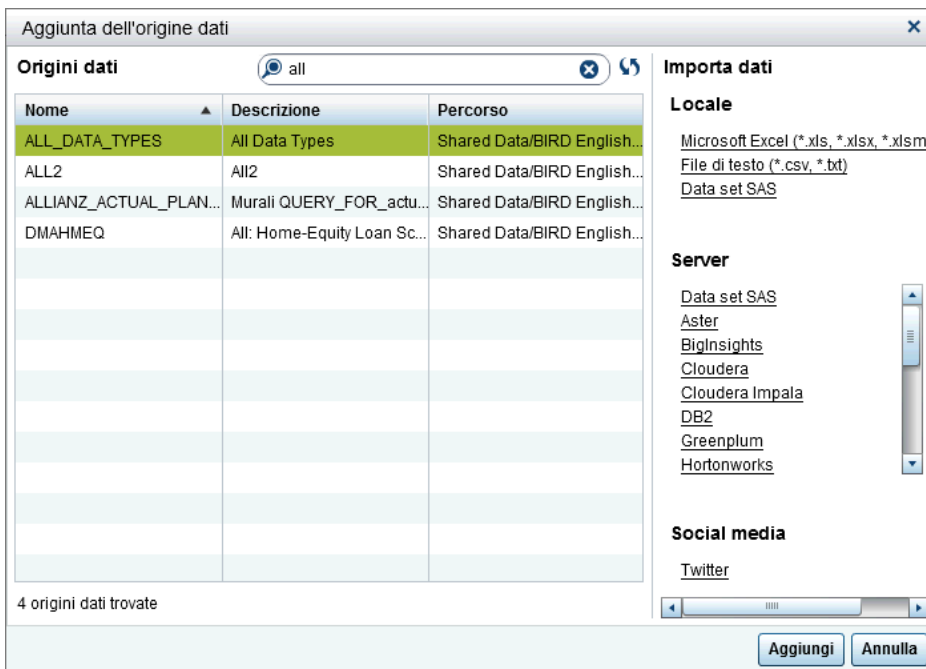 Aggiunta dell'origine dati
Origini dati
all
Nome Descrizione Percorso
ALL_DATA_TYPES All Data Types Shared Data/BIRD English...
ALL2 All2 Shared Data/BIRD English...
ALLIANZ_ACTUAL_PLAN... Murali QUERY_FOR_actu... Shared Data/BIRD English...
DMAHMEQ All: Home-Equity Loan Sc... Shared Data/BIRD English...
4 origini dati trovate
Importa dati
Locale
Microsoft Excel (*.xls, *.xlsx, *.xlsm
File di testo (*.csv, *.txt)
Data set SAS
Server
Data set SAS
Aster
BigInsights
Cloudera
Cloudera Impala
DB2
Greenplum
Hortonworks
Social media
Twitter
Aggiungi Annulla